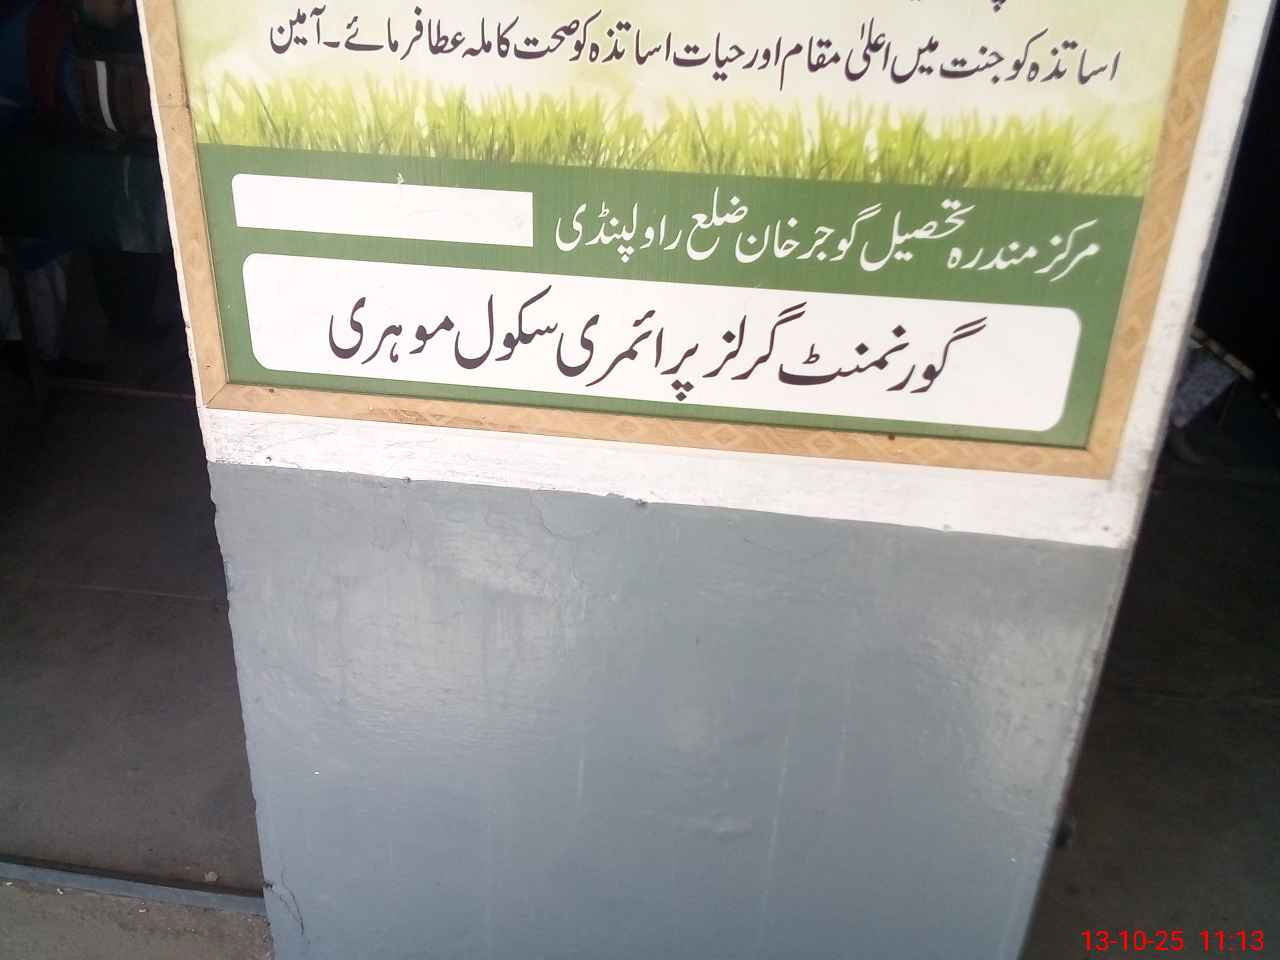 اساتذہ کو جنت میں اعلیٰ مقام اور حیات اساتذہ کو صحت کاملہ عطا فرمائے۔ آمین
مرکز مندرہ تحصیل گوجر خان ضلع راولپنڈی
گورنمنٹ گرلز پرائمری سکول موہری
13-10-25 11:13